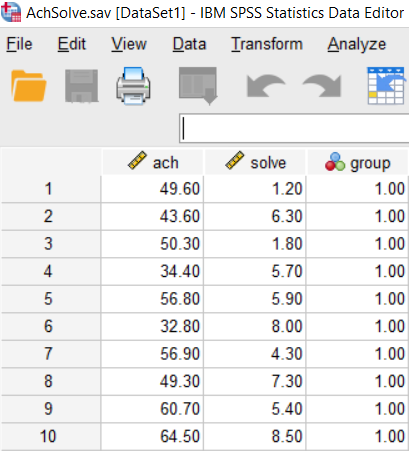 AchSolve.sav [DataSet1] - IBM SPSS Statistics Data Editor
File Edit View Data Transform Analyze
ach solve group
1 49.60 1.20 1.00
2 43.60 6.30 1.00
3 50.30 1.80 1.00
4 34.40 5.70 1.00
5 56.80 5.90 1.00
6 32.80 8.00 1.00
7 56.90 4.30 1.00
8 49.30 7.30 1.00
9 60.70 5.40 1.00
10 64.50 8.50 1.00